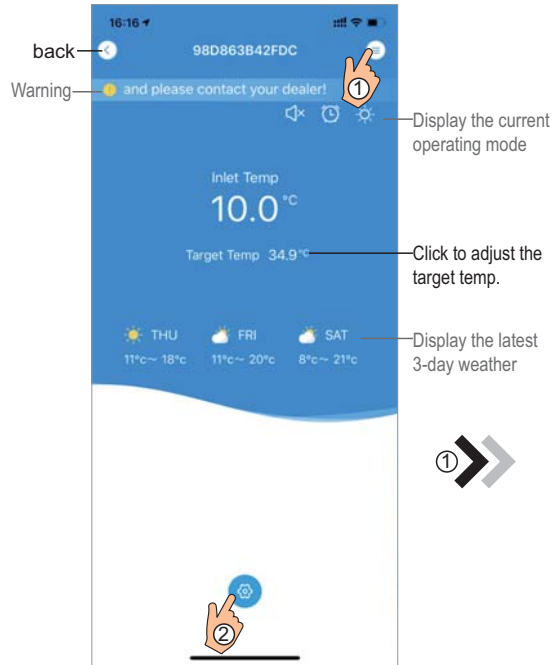 16:16
back
98D863B42FDC
Warning
and please contact your dealer!
①
Display the current
operating mode
Inlet Temp
10.0°C
Target Temp 34.9°C
Click to adjust the
target temp.
THU FRI SAT
11°c~ 18°c 11°c~ 20°c 8°c~ 21°c
Display the latest
3-day weather
①
②